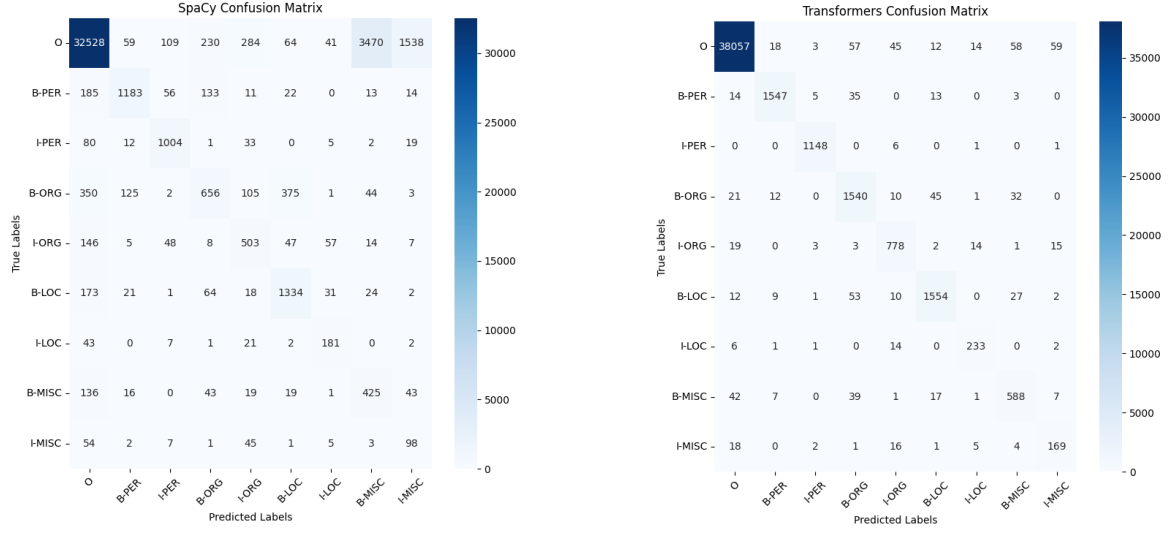 SpaCy Confusion Matrix
O 32528 59 109 230 284 64 41 3470 1538
B-PER 185 1183 56 133 11 22 0 13 14
I-PER 80 12 1004 1 33 0 5 2 19
B-ORG 350 125 2 656 105 375 1 44 3
I-ORG 146 5 48 8 503 47 57 14 7
B-LOC 173 21 1 64 18 1334 31 24 2
I-LOC 43 0 7 1 21 2 181 0 2
B-MISC 136 16 0 43 19 19 1 425 43
I-MISC 54 2 7 1 45 1 5 3 98
O B-PER I-PER B-ORG I-ORG B-LOC I-LOC B-MISC I-MISC
Predicted Labels
True Labels
30000
25000
20000
15000
10000
5000
0
Transformers Confusion Matrix
O 38057 18 3 57 45 12 14 58 59
B-PER 14 1547 5 35 0 13 0 3 0
I-PER 0 0 1148 0 6 0 1 0 1
B-ORG 21 12 0 1540 10 45 1 32 0
I-ORG 19 0 3 3 778 2 14 1 15
B-LOC 12 9 1 53 10 1554 0 27 2
I-LOC 6 1 1 0 14 0 233 0 2
B-MISC 42 7 0 39 1 17 1 588 7
I-MISC 18 0 2 1 16 1 5 4 169
O B-PER I-PER B-ORG I-ORG B-LOC I-LOC B-MISC I-MISC
Predicted Labels
True Labels
35000
30000
25000
20000
15000
10000
5000
0